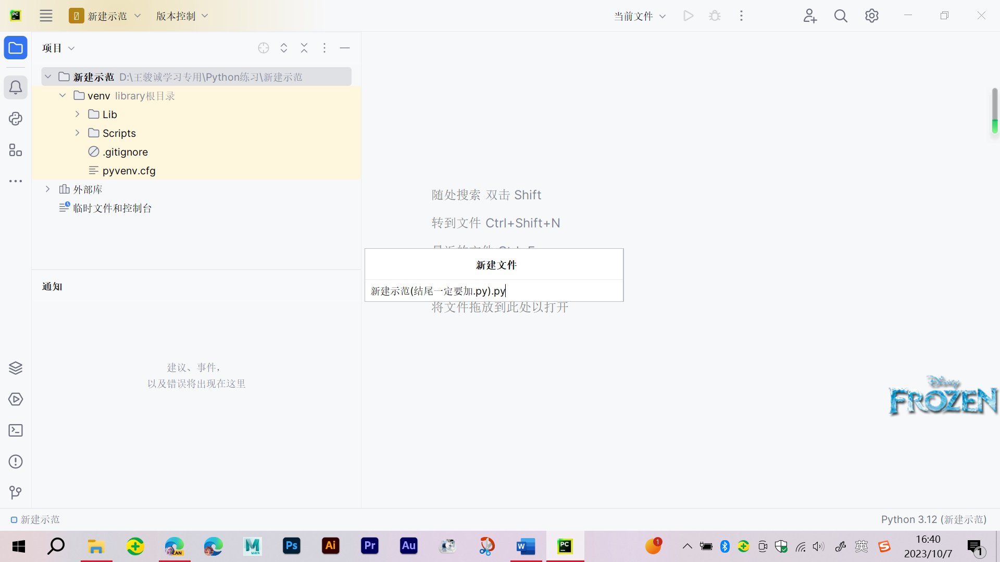 新建示范
版本控制
当前文件
项目
新建示范 D:\王骏诚学习专用\Python练习\新建示范
venv library根目录
Lib
Scripts
.gitignore
pyvenv.cfg
外部库
临时文件和控制台
随处搜索 双击 Shift
转到文件 Ctrl+Shift+N
新建文件
新建示范(结尾一定要加.py).py
将文件拖放到此处以打开
通知
建议、事件，
以及错误将出现在这里
Disney
FROZEN
新建示范
Python 3.12 (新建示范)
Ps
Ai
Pr
Au
W
PC
1
英
16:40
2023/10/7
1